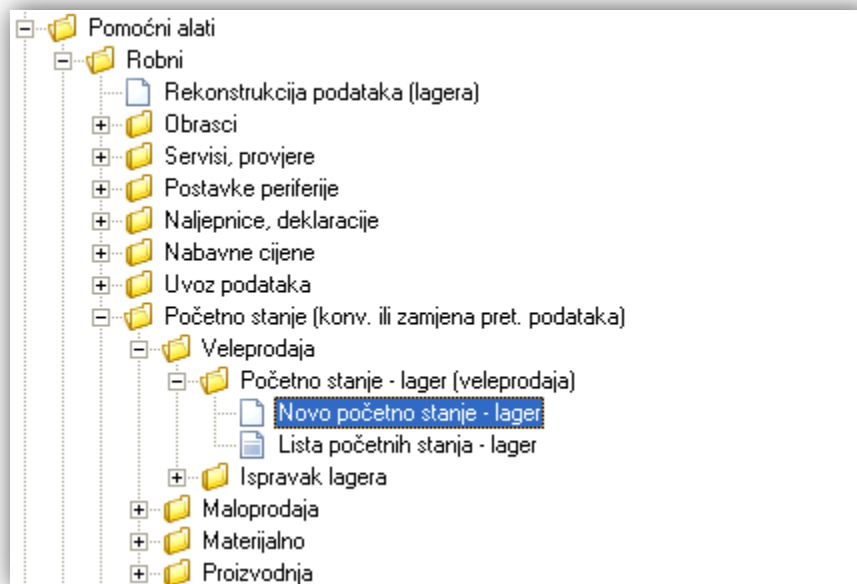 Pomoćni alati
Robni
Rekonstrukcija podataka (lagera)
Obrasci
Servisi, provjere
Postavke periferije
Naljepnice, deklaracije
Nabavne cijene
Uvoz podataka
Početno stanje (konv. ili zamjena pret. podataka)
Veleprodaja
Početno stanje - lager (veleprodaja)
Novo početno stanje - lager
Lista početnih stanja - lager
Ispravak lagera
Maloprodaja
Materijalno
Proizvodnja